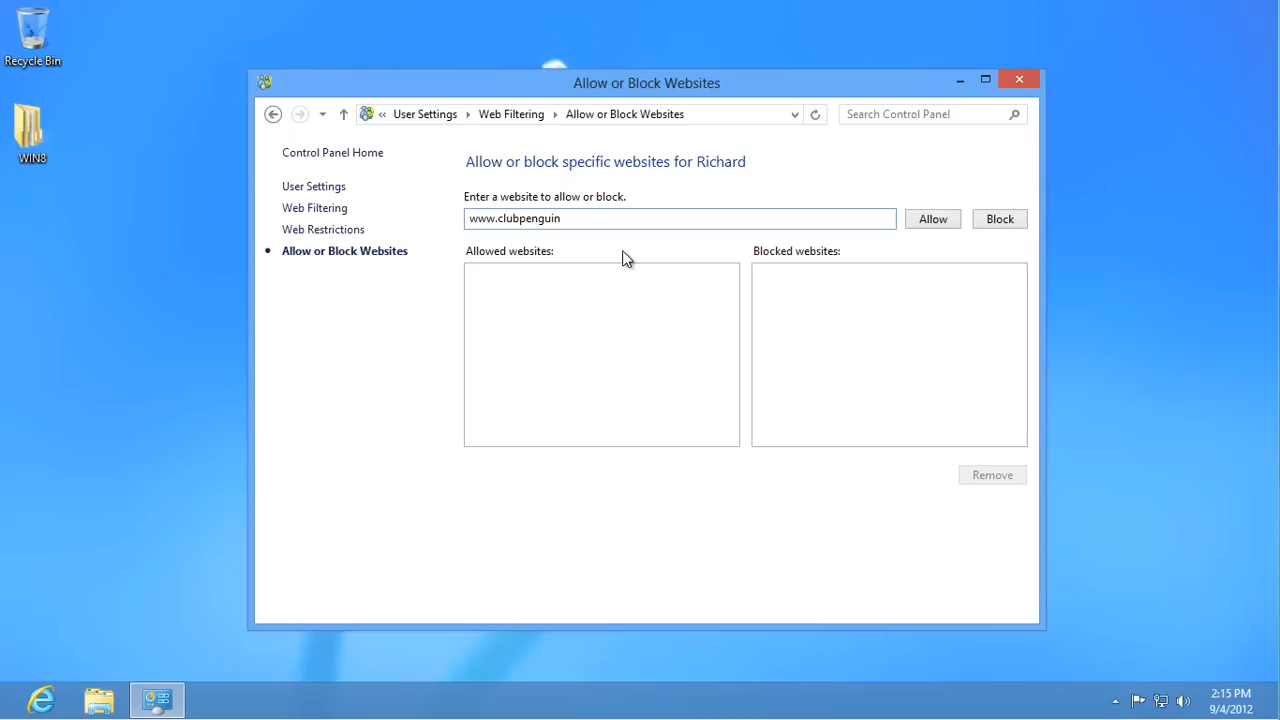 Recycle Bin
WIN8
Allow or Block Websites
« User Settings Web Filtering Allow or Block Websites
Search Control Panel
Control Panel Home
User Settings
Web Filtering
Web Restrictions
Allow or Block Websites
Allow or block specific websites for Richard
Enter a website to allow or block.
www.clubpenguin
Allow
Block
Allowed websites:
Blocked websites:
Remove
2:15 PM
9/4/2012